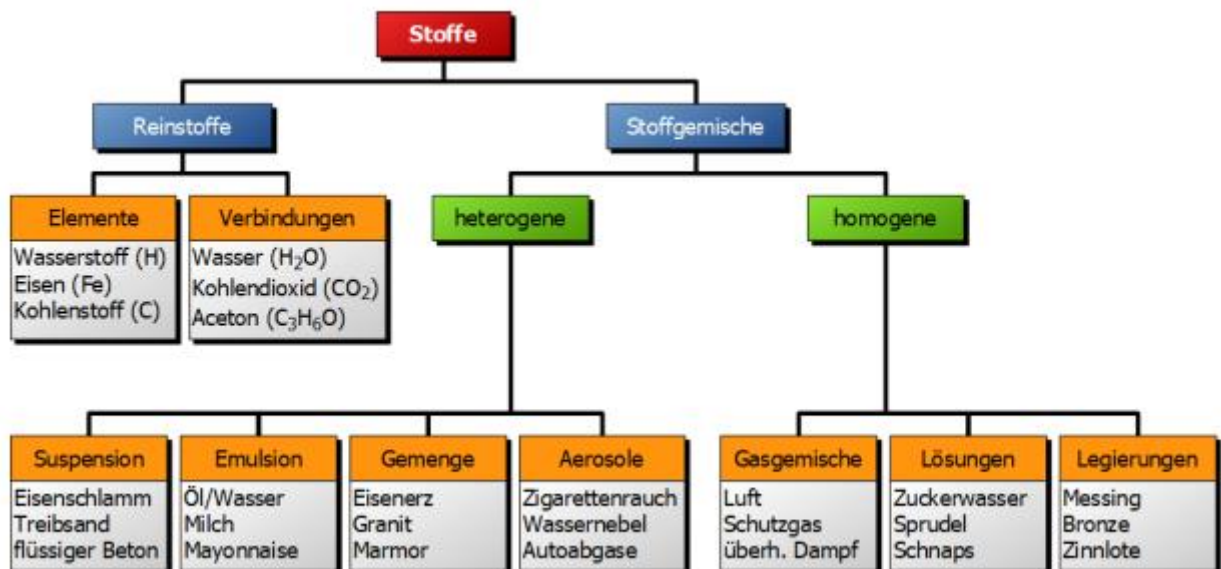 Stoffe
Reinstoffe
Stoffgemische
Elemente
Wasserstoff (H)
Eisen (Fe)
Kohlenstoff (C)
Verbindungen
Wasser (H₂O)
Kohlendioxid (CO₂)
Aceton (C₃H₆O)
heterogene
homogene
Suspension
Eisenschlamm
Treibsand
flüssiger Beton
Emulsion
Öl/Wasser
Milch
Mayonnaise
Gemenge
Eisenerz
Granit
Marmor
Aerosole
Zigarettenrauch
Wassernebel
Autoabgase
Gasgemische
Luft
Schutzgas
überh. Dampf
Lösungen
Zuckerwasser
Sprudel
Schnaps
Legierungen
Messing
Bronze
Zinnlote